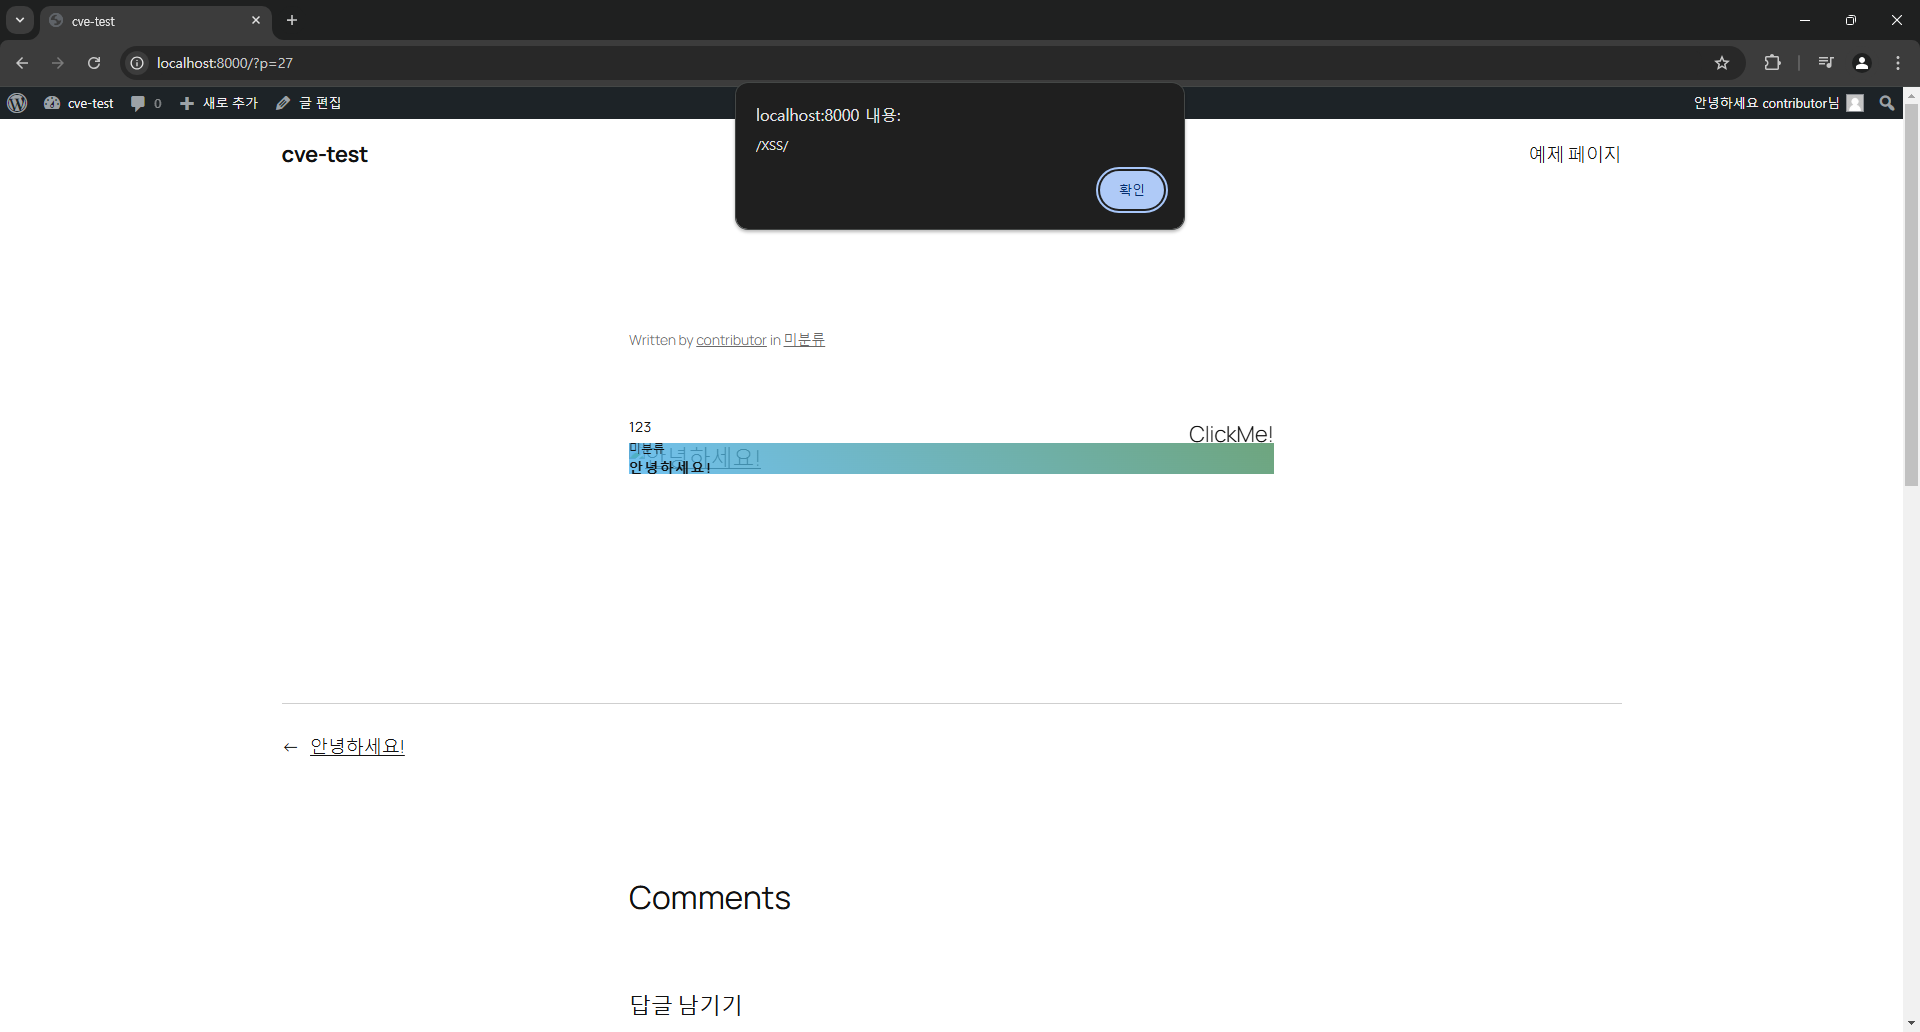 cve-test
localhost:8000/?p=27
cve-test 0 새로 추가 글 편집 안녕하세요 contributor님
localhost:8000 내용:
/XSS/
확인
cve-test 예제 페이지
Written by contributor in 미분류
123
ClickMe!
미분류
안녕하세요!
안녕하세요!
← 안녕하세요!
Comments
답글 남기기